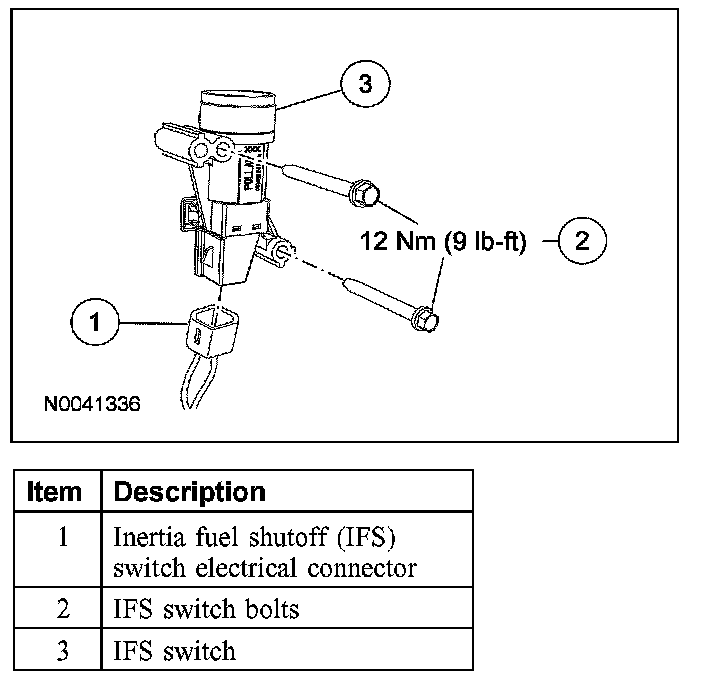 3
XXX
12 Nm (9 lb-ft)
2
1
N0041336
Item Description
1 Inertia fuel shutoff (IFS)
switch electrical connector
2 IFS switch bolts
3 IFS switch